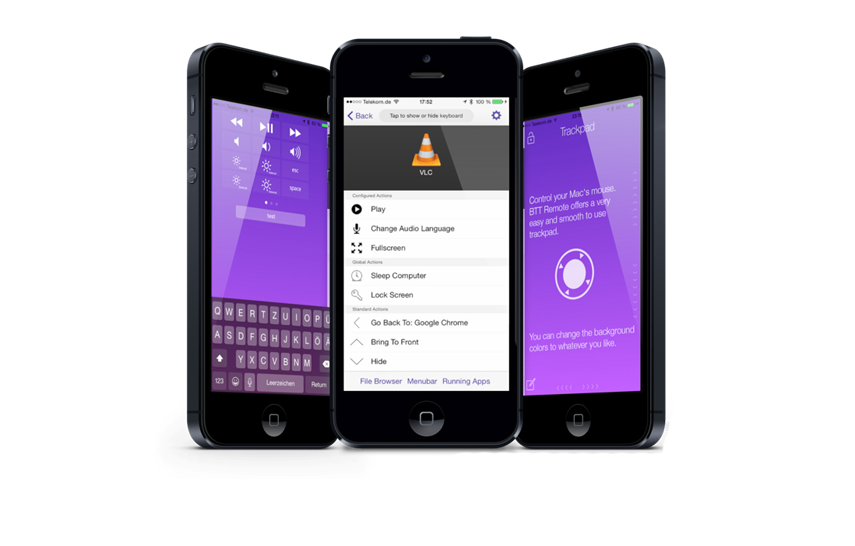 esc
space
test
Q W E R T Z U I O P Ü
A S D F G H J K L Ö Ä
Y X C V B N M
123
Leerzeichen
Return
Telekom.de
17:52
100 %
Back
Tap to show or hide keyboard
VLC
Configured Actions
Play
Change Audio Language
Fullscreen
Global Actions
Sleep Computer
Lock Screen
Standard Actions
Go Back To: Google Chrome
Bring To Front
Hide
File Browser Menubar Running Apps
Trackpad
Control your Mac's mouse.
BTT Remote offers a very
easy and smooth to use
trackpad.
You can change the background
colors to whatever you like.